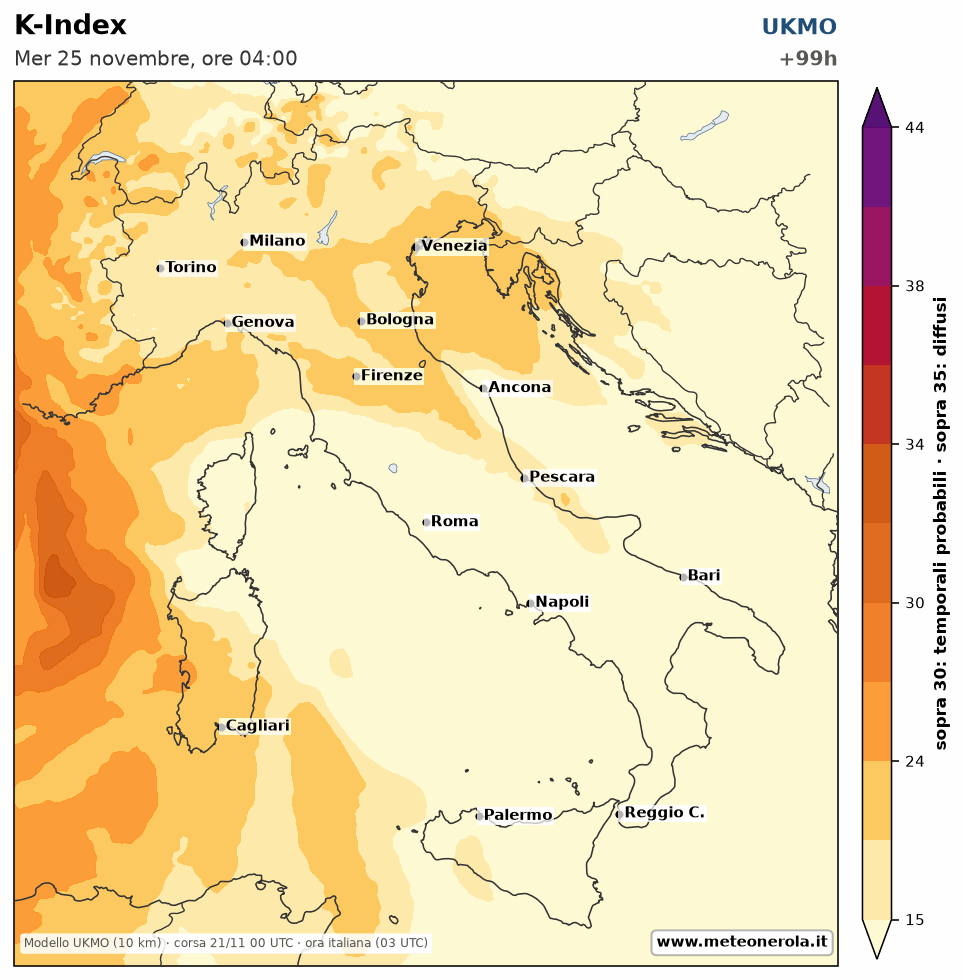 K-Index
UKMO
Mer 25 novembre, ore 04:00
+99h
44
Milano
Venezia
Torino
38
Genova
Bologna
Firenze
Ancona
34
Pescara
Roma
Bari
Napoli
30
sopra 30: temporali probabili · sopra 35: diffusi
Cagliari
24
Palermo
Reggio C.
15
Modello UKMO (10 km) · corsa 21/11 00 UTC · ora italiana (03 UTC)
www.meteonerola.it